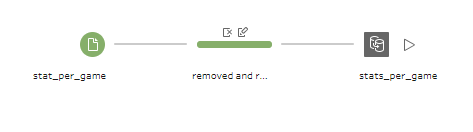 stat_per_game
removed and r...
stats_per_game